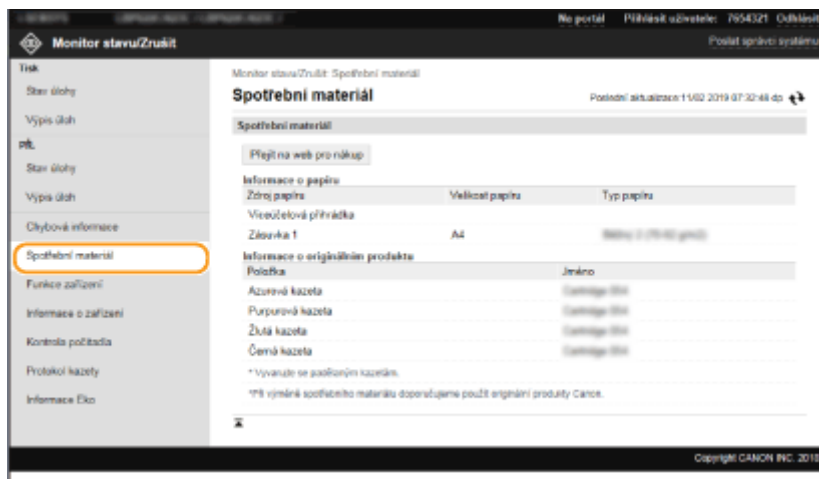 Na portál Přihlásit uživatele: 7654321 Odhlásit
Monitor stavu/Zrušit Poslat správci systému
Tisk
Stav úlohy
Výpis úloh
Př.
Stav úlohy
Výpis úloh
Chybová informace
Spotřební materiál
Funkce zařízení
Informace o zařízení
Kontrola počitadla
Protokol kazety
Informace Eko
Monitor stavu/Zrušit: Spotřební materiál
Spotřební materiál Poslední aktualizace:11/02 2019 07:32:48 dp.
Spotřební materiál
Přejít na web pro nákup
Informace o papíru
Zdroj papíru Velikost papíru Typ papíru
Víceúčelová přihrádka
Zásuvka 1 A4
Informace o originálním produktu
Položka Jméno
Azurová kazeta
Purpurová kazeta
Žlutá kazeta
Černá kazeta
* Vyvarujte se padělaným kazetám.
*Při výměně spotřebního materiálu doporučujeme použít originální produkty Canon.
Copyright CANON INC. 2018